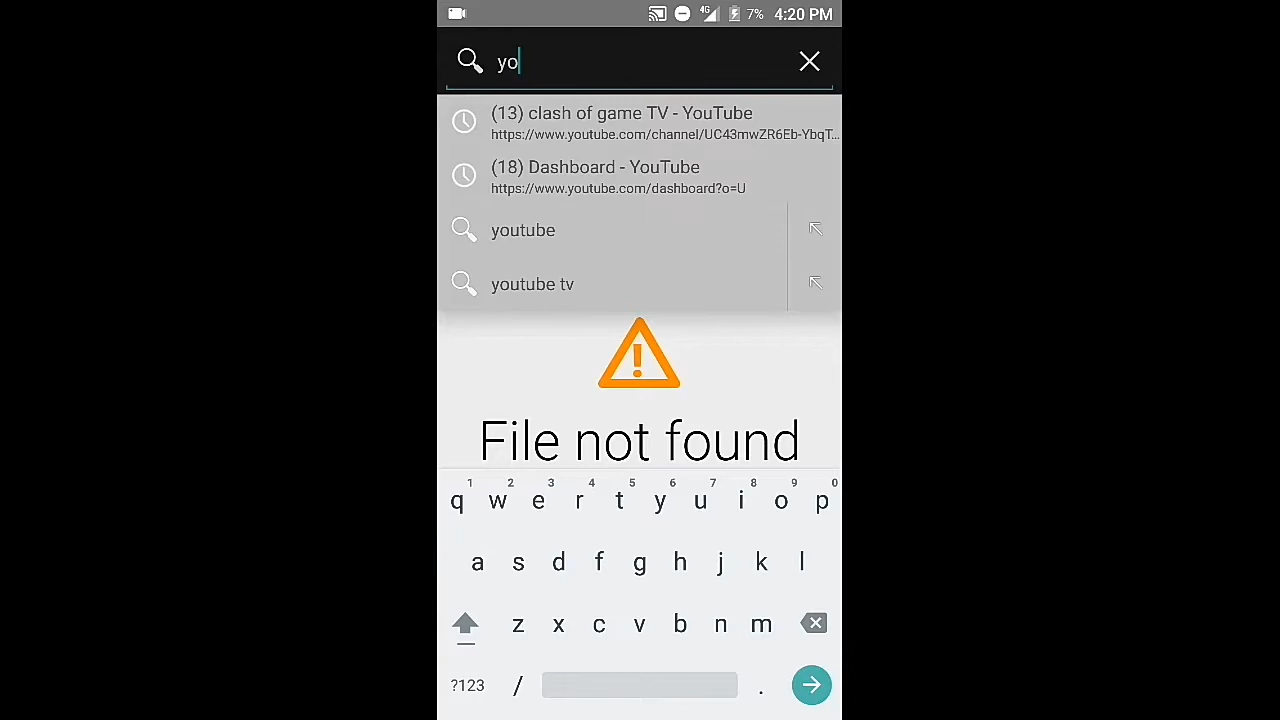 4G 7% 4:20 PM
yo
(13) clash of game TV - YouTube
https://www.youtube.com/channel/UC43mwZR6Eb-YbqT...
(18) Dashboard - YouTube
https://www.youtube.com/dashboard?o=U
youtube
youtube tv
File not found
1 2 3 4 5 6 7 8 9 0
q w e r t y u i o p
a s d f g h j k l
z x c v b n m
?123 / .